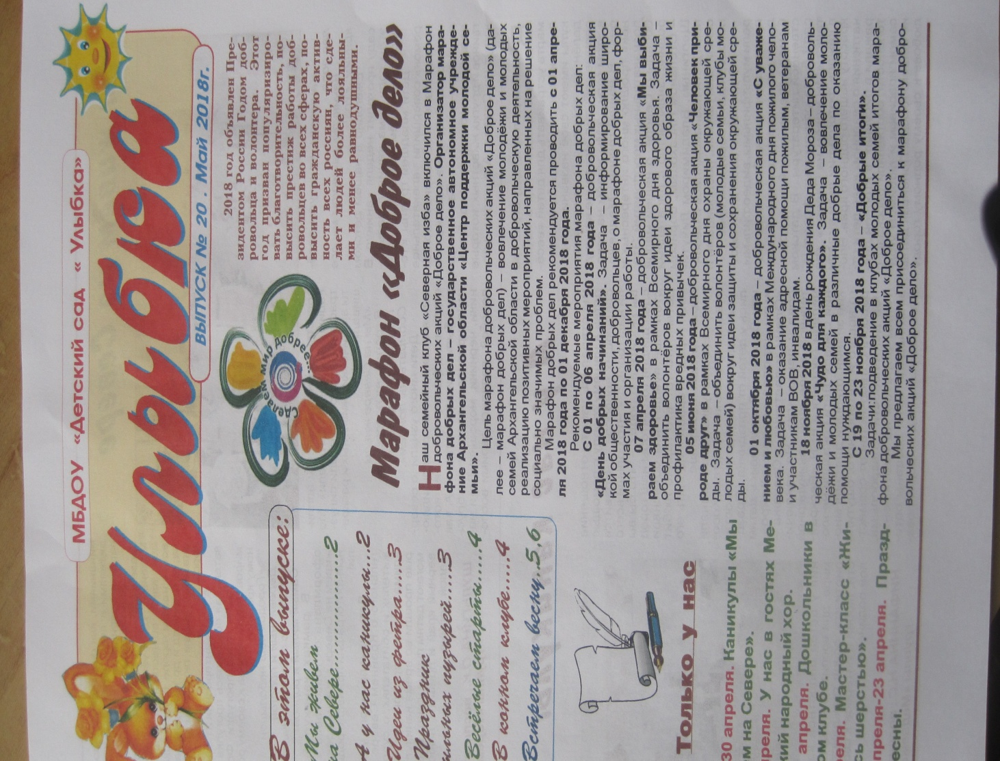 МБДОУ «Детский сад « Улыбка»
Улыбка
ВЫПУСК № 20 . Май 2018г.
2018 год объявлен Пре-
зидентом России Годом доб-
ровольца и волонтера. Этот
год призван популяризиро-
вать благотворительность, по-
высить престиж работы доб-
ровольцев во всех сферах, по-
высить гражданскую актив-
ность всех россиян, что сде-
лает людей более лояльны-
ми и менее равнодушными.
Сделаем мир добрее...
Марафон «Доброе дело»
Наш семейный клуб «Северная изба» включился в Марафон
добровольческих акций «Доброе дело». Организатор мара-
фона добрых дел – государственное автономное учрежде-
ние Архангельской области «Центр поддержки молодой се-
мьи».
Цель марафона добровольческих акций «Доброе дело» (да-
лее – марафон добрых дел) – вовлечение молодёжи и молодых
семей Архангельской области в добровольческую деятельность,
реализацию позитивных мероприятий, направленных на решение
социально значимых проблем.
Марафон добрых дел рекомендуется проводить с 01 апре-
ля 2018 года по 01 декабря 2018 года.
Рекомендуемые мероприятия марафона добрых дел:
С 01 по 06 апреля 2018 года – добровольческая акция
«День добрых начинаний». Задача – информирование широ-
кой общественности, добровольцев, о марафоне добрых дел, фор-
мах участия и организации работы.
07 апреля 2018 года – добровольческая акция «Мы выби-
раем здоровье» в рамках Всемирного дня здоровья. Задача –
объединить волонтёров вокруг идеи здорового образа жизни и
профилактика вредных привычек.
05 июня 2018 года – добровольческая акция «Человек при-
роде друг» в рамках Всемирного дня охраны окружающей сре-
ды. Задача – объединить волонтёров (молодые семьи, клубы мо-
лодых семей) вокруг идеи защиты и сохранения окружающей сре-
ды.
01 октября 2018 года – добровольческая акция «С уваже-
нием и любовью» в рамках Международного дня пожилого чело-
века. Задача – оказание адресной помощи пожилым, ветеранам
и участникам ВОВ, инвалидам.
18 ноября 2018 в день рождения Деда Мороза – доброволь-
ческая акция «Чудо для каждого». Задача – вовлечение моло-
дёжи и молодых семей в различные добрые дела по оказанию
помощи нуждающимся.
С 19 по 23 ноября 2018 года – «Добрые итоги».
Задачи: подведение в клубах молодых семей итогов мара-
фона добровольческих акций «Доброе дело».
Мы предлагаем всем присоединиться к марафону добро-
вольческих акций «Доброе дело».
В этом выпуске:
Мы живем
на Севере...............2
А у нас каникулы...2
Идеи из фетра......3
Праздник
мыльных пузырей.....3
Весёлые старты.....4
В конном клубе.....4
Встречаем весну..5,6
Только у нас
30 апреля. Каникулы «Мы
ем на Севере».
преля. У нас в гостях Ме-
кий народный хор.
апреля. Дошкольники в
ом клубе.
еля. Мастер-класс «Жи-
сь шерстью».
преля-23 апреля. Празд-
есны.